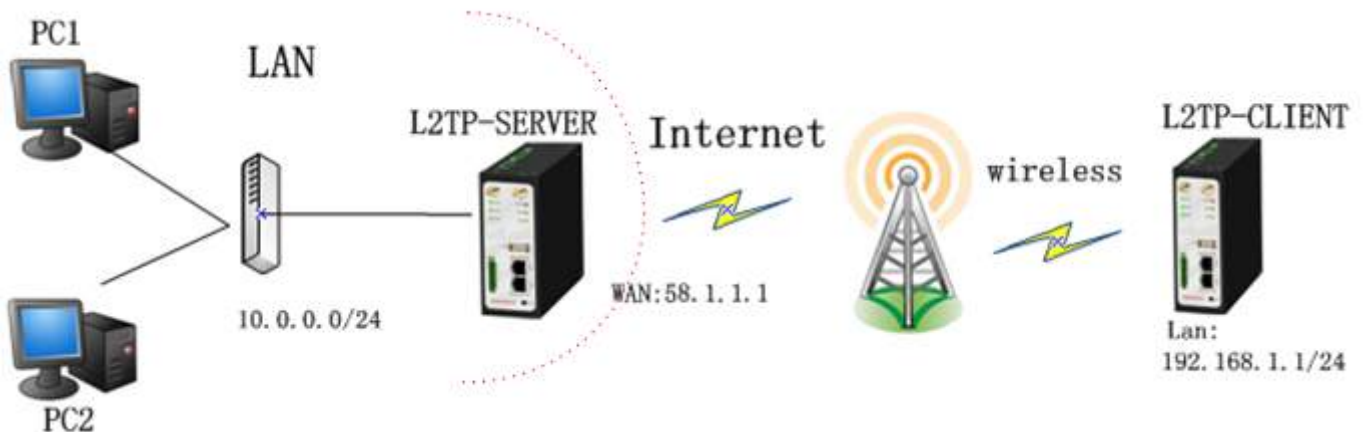 PC1
LAN
L2TP-SERVER
Internet
wireless
L2TP-CLIENT
WAN:58.1.1.1
10.0.0.0/24
Lan:
192.168.1.1/24
PC2